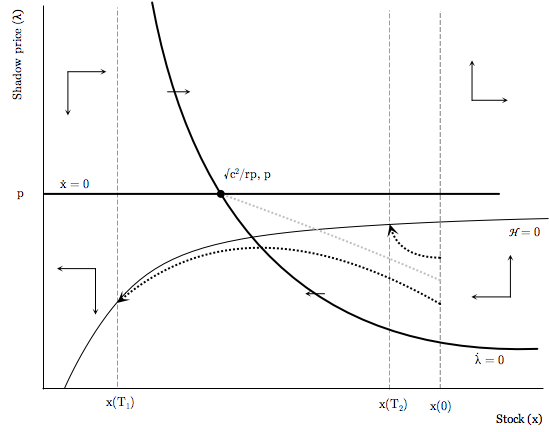 Shadow price (λ)
√c²/rp, p
ẋ = 0
p
ℋ = 0
λ̇ = 0
x(T₁)
x(T₂)
x(0)
Stock (x)